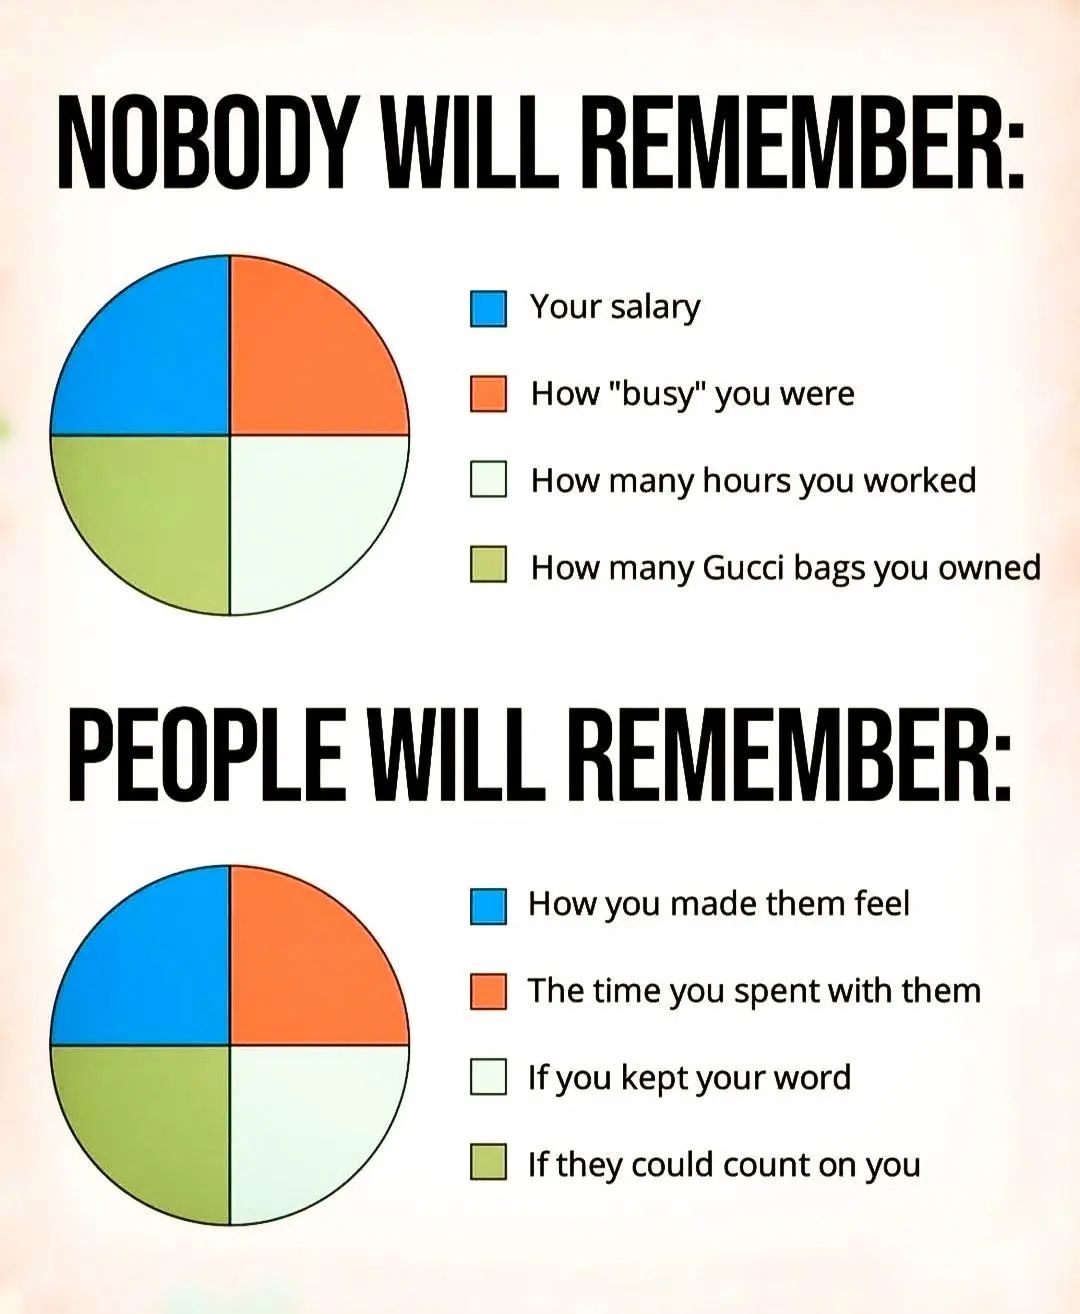 NOBODY WILL REMEMBER:
Your salary
How "busy" you were
How many hours you worked
How many Gucci bags you owned
PEOPLE WILL REMEMBER:
How you made them feel
The time you spent with them
If you kept your word
If they could count on you